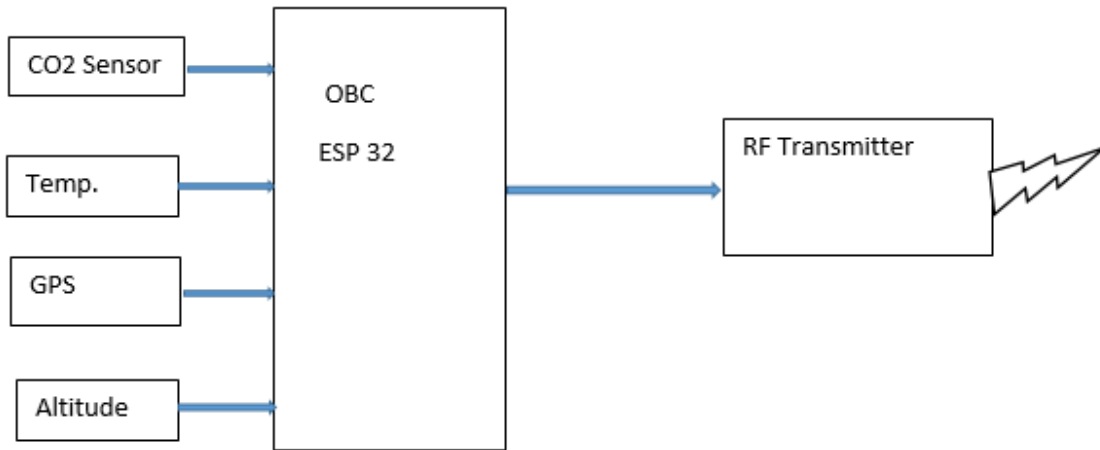 CO2 Sensor
Temp.
GPS
Altitude
OBC
ESP 32
RF Transmitter